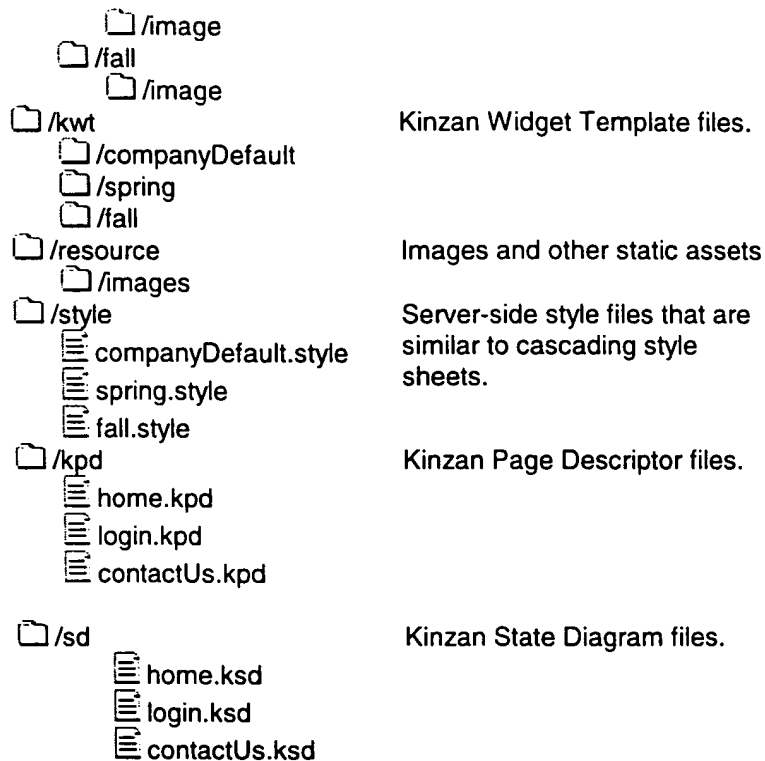 /image
/fall
/image
/kwt Kinzan Widget Template files.
/companyDefault
/spring
/fall
/resource Images and other static assets
/images
/style Server-side style files that are
companyDefault.style similar to cascading style
spring.style sheets.
fall.style
/kpd Kinzan Page Descriptor files.
home.kpd
login.kpd
contactUs.kpd
/sd Kinzan State Diagram files.
home.ksd
login.ksd
contactUs.ksd